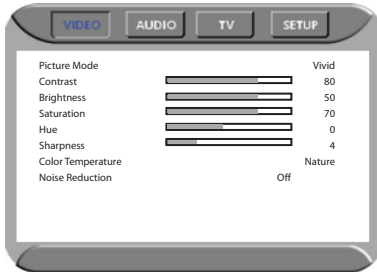 VIDEO AUDIO TV SETUP
Picture Mode Vivid
Contrast 80
Brightness 50
Saturation 70
Hue 0
Sharpness 4
Color Temperature Nature
Noise Reduction Off